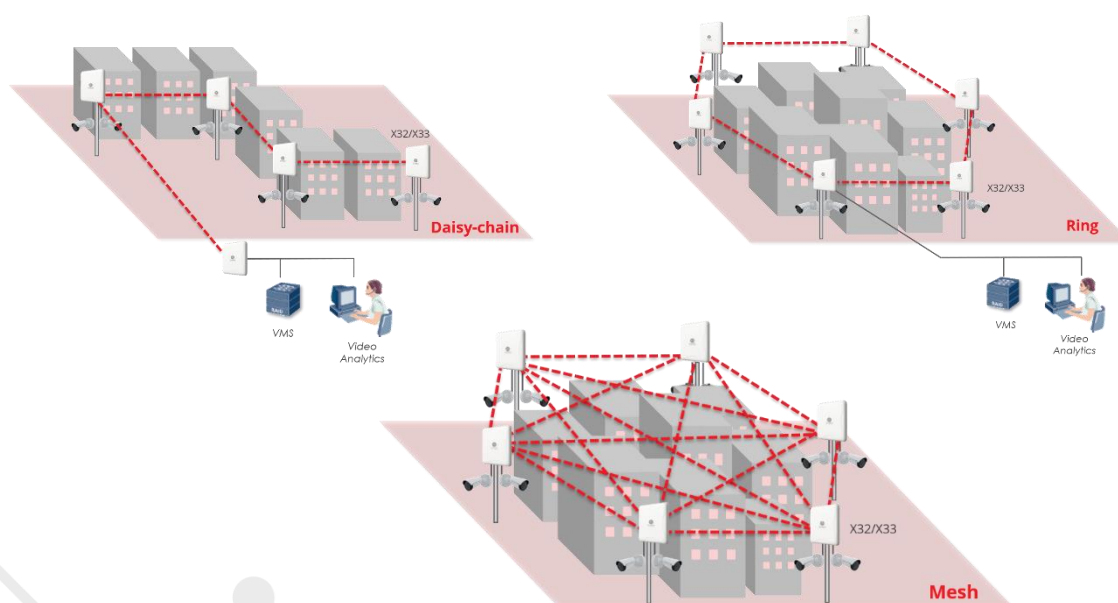 X32/X33
Daisy-chain
VMS
Video
Analytics
X32/X33
Ring
VMS
Video
Analytics
X32/X33
Mesh